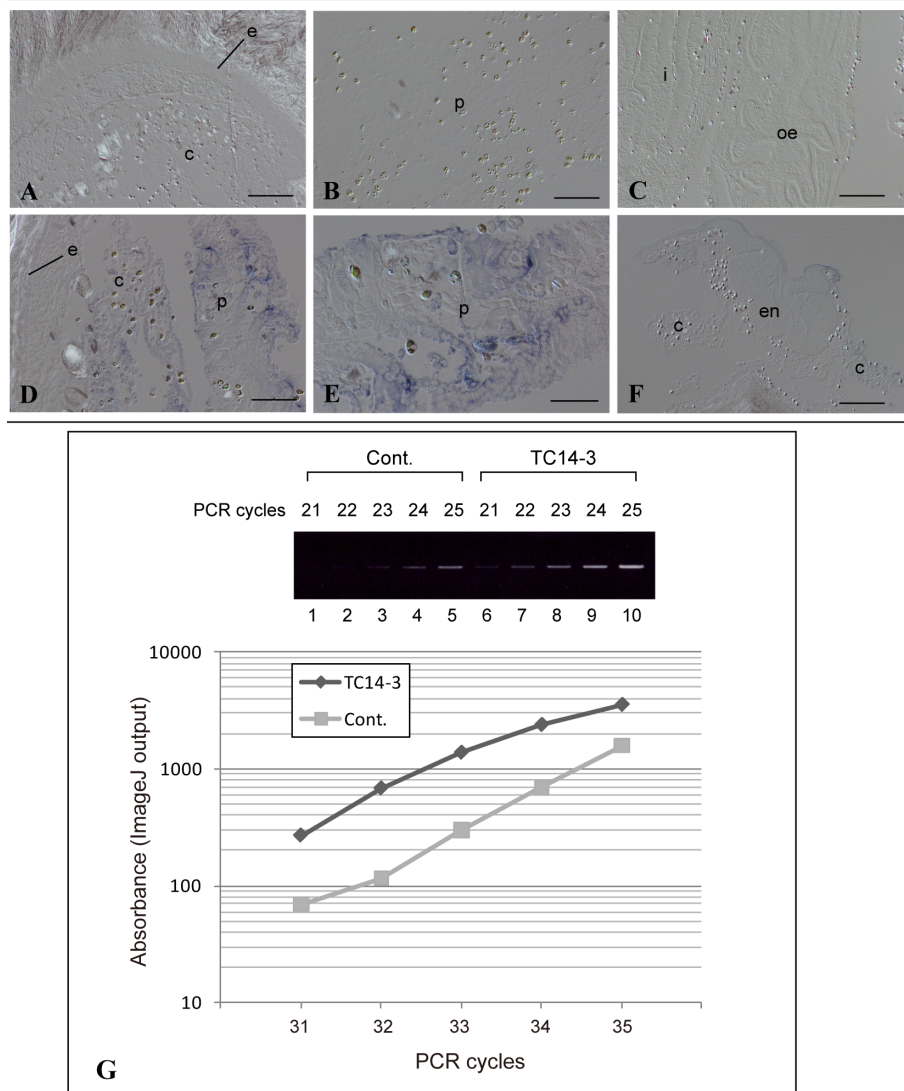 e
c
A
p
B
i
oe
C
e
c
p
D
p
E
c
en
c
F
Cont. TC14-3
PCR cycles 21 22 23 24 25 21 22 23 24 25
1 2 3 4 5 6 7 8 9 10
10000
1000
100
10
Absorbance (ImageJ output)
TC14-3
Cont.
31 32 33 34 35
PCR cycles
G